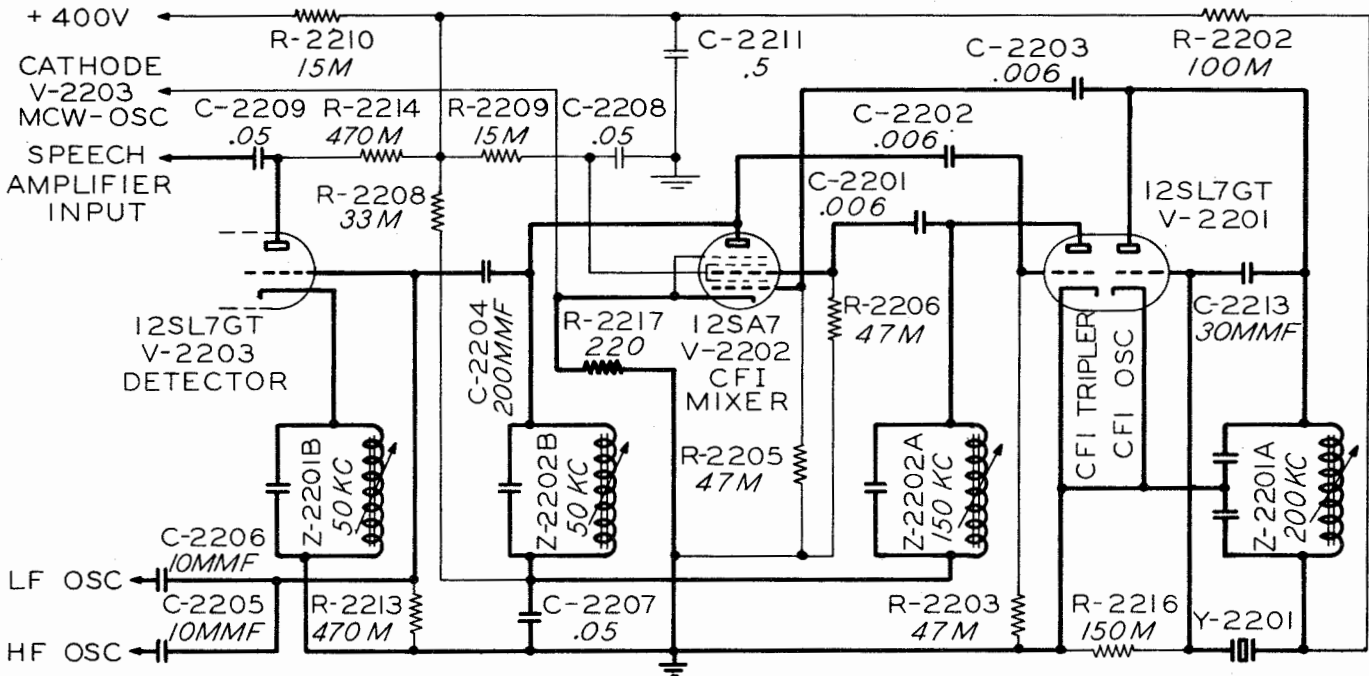 + 400V
R-2210
15M
C-2211
.5
C-2203
.006
R-2202
100M
CATHODE
V-2203
MCW-OSC
C-2209
.05
R-2214
470M
R-2209
15M
C-2208
.05
C-2202
.006
SPEECH
AMPLIFIER
INPUT
R-2208
33M
C-2201
.006
12SL7GT
V-2201
12SL7GT
V-2203
DETECTOR
C-2204
200MMF
R-2217
220
12SA7
V-2202
CFI
MIXER
R-2206
47M
C-2213
30MMF
CFI TRIPLER
CFI OSC
Z-2201B
50KC
Z-2202B
50KC
R-2205
47M
Z-2202A
150KC
Z-2201A
200KC
C-2206
10MMF
LF OSC
C-2205
10MMF
HF OSC
R-2213
470M
C-2207
.05
R-2203
47M
R-2216
150M
Y-2201